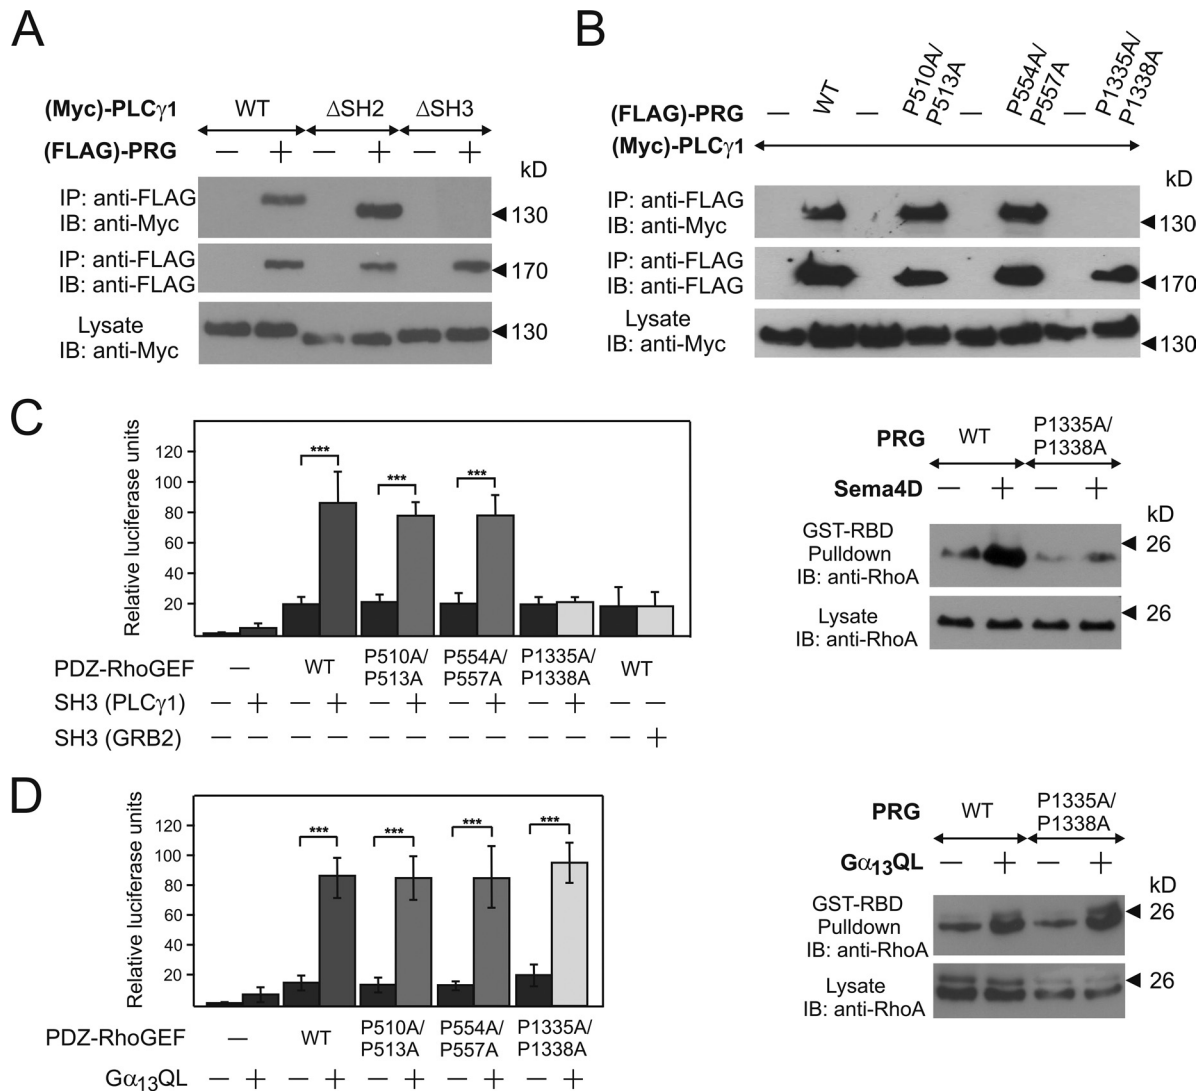 A
(Myc)-PLCγ1 WT ΔSH2 ΔSH3
(FLAG)-PRG — + — + — +
kD
IP: anti-FLAG
IB: anti-Myc
130
IP: anti-FLAG
IB: anti-FLAG
170
Lysate
IB: anti-Myc
130
B
(FLAG)-PRG — WT — P510A/P513A — P554A/P557A — P1335A/P1338A
(Myc)-PLCγ1
kD
IP: anti-FLAG
IB: anti-Myc
130
IP: anti-FLAG
IB: anti-FLAG
170
Lysate
IB: anti-Myc
130
C
Relative luciferase units
120
100
80
60
40
20
*** *** ***
PDZ-RhoGEF — WT P510A/P513A P554A/P557A P1335A/P1338A WT
SH3 (PLCγ1) — + — + — + — + — + — —
SH3 (GRB2) — — — — — — — — — — — +
PRG WT P1335A/P1338A
Sema4D — + — +
kD
GST-RBD
Pulldown
IB: anti-RhoA
26
Lysate
IB: anti-RhoA
26
D
Relative luciferase units
120
100
80
60
40
20
*** *** *** ***
PDZ-RhoGEF — WT P510A/P513A P554A/P557A P1335A/P1338A
Gα13QL — + — + — + — + — +
PRG WT P1335A/P1338A
Gα13QL — + — +
kD
GST-RBD
Pulldown
IB: anti-RhoA
26
Lysate
IB: anti-RhoA
26